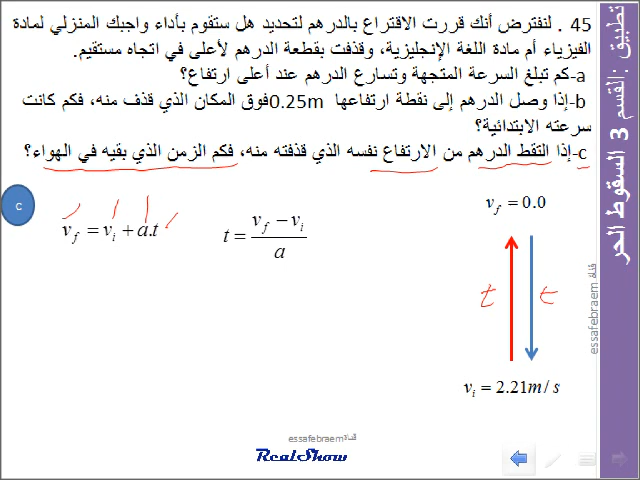 تطبيق :القسم 3 السقوط الحر
45 . لنفترض أنك قررت الاقتراع بالدرهم لتحديد هل ستقوم بأداء واجبك المنزلي لمادة
الفيزياء أم مادة اللغة الإنجليزية، وقذفت بقطعة الدرهم لأعلى في اتجاه مستقيم.
a-كم تبلغ السرعة المتجهة وتسارع الدرهم عند أعلى ارتفاع؟
b-إذا وصل الدرهم إلى نقطة ارتفاعها 0.25m فوق المكان الذي قذف منه، فكم كانت
سرعته الابتدائية؟
c-إذا التقط الدرهم من الارتفاع نفسه الذي قذفته منه، فكم الزمن الذي بقيه في الهواء؟
c
v_f = v_i + a.t
t = (v_f − v_i) / a
v_f = 0.0
t t
v_i = 2.21m / s
قناة essafebraem
essafebraem قناة
RealShow